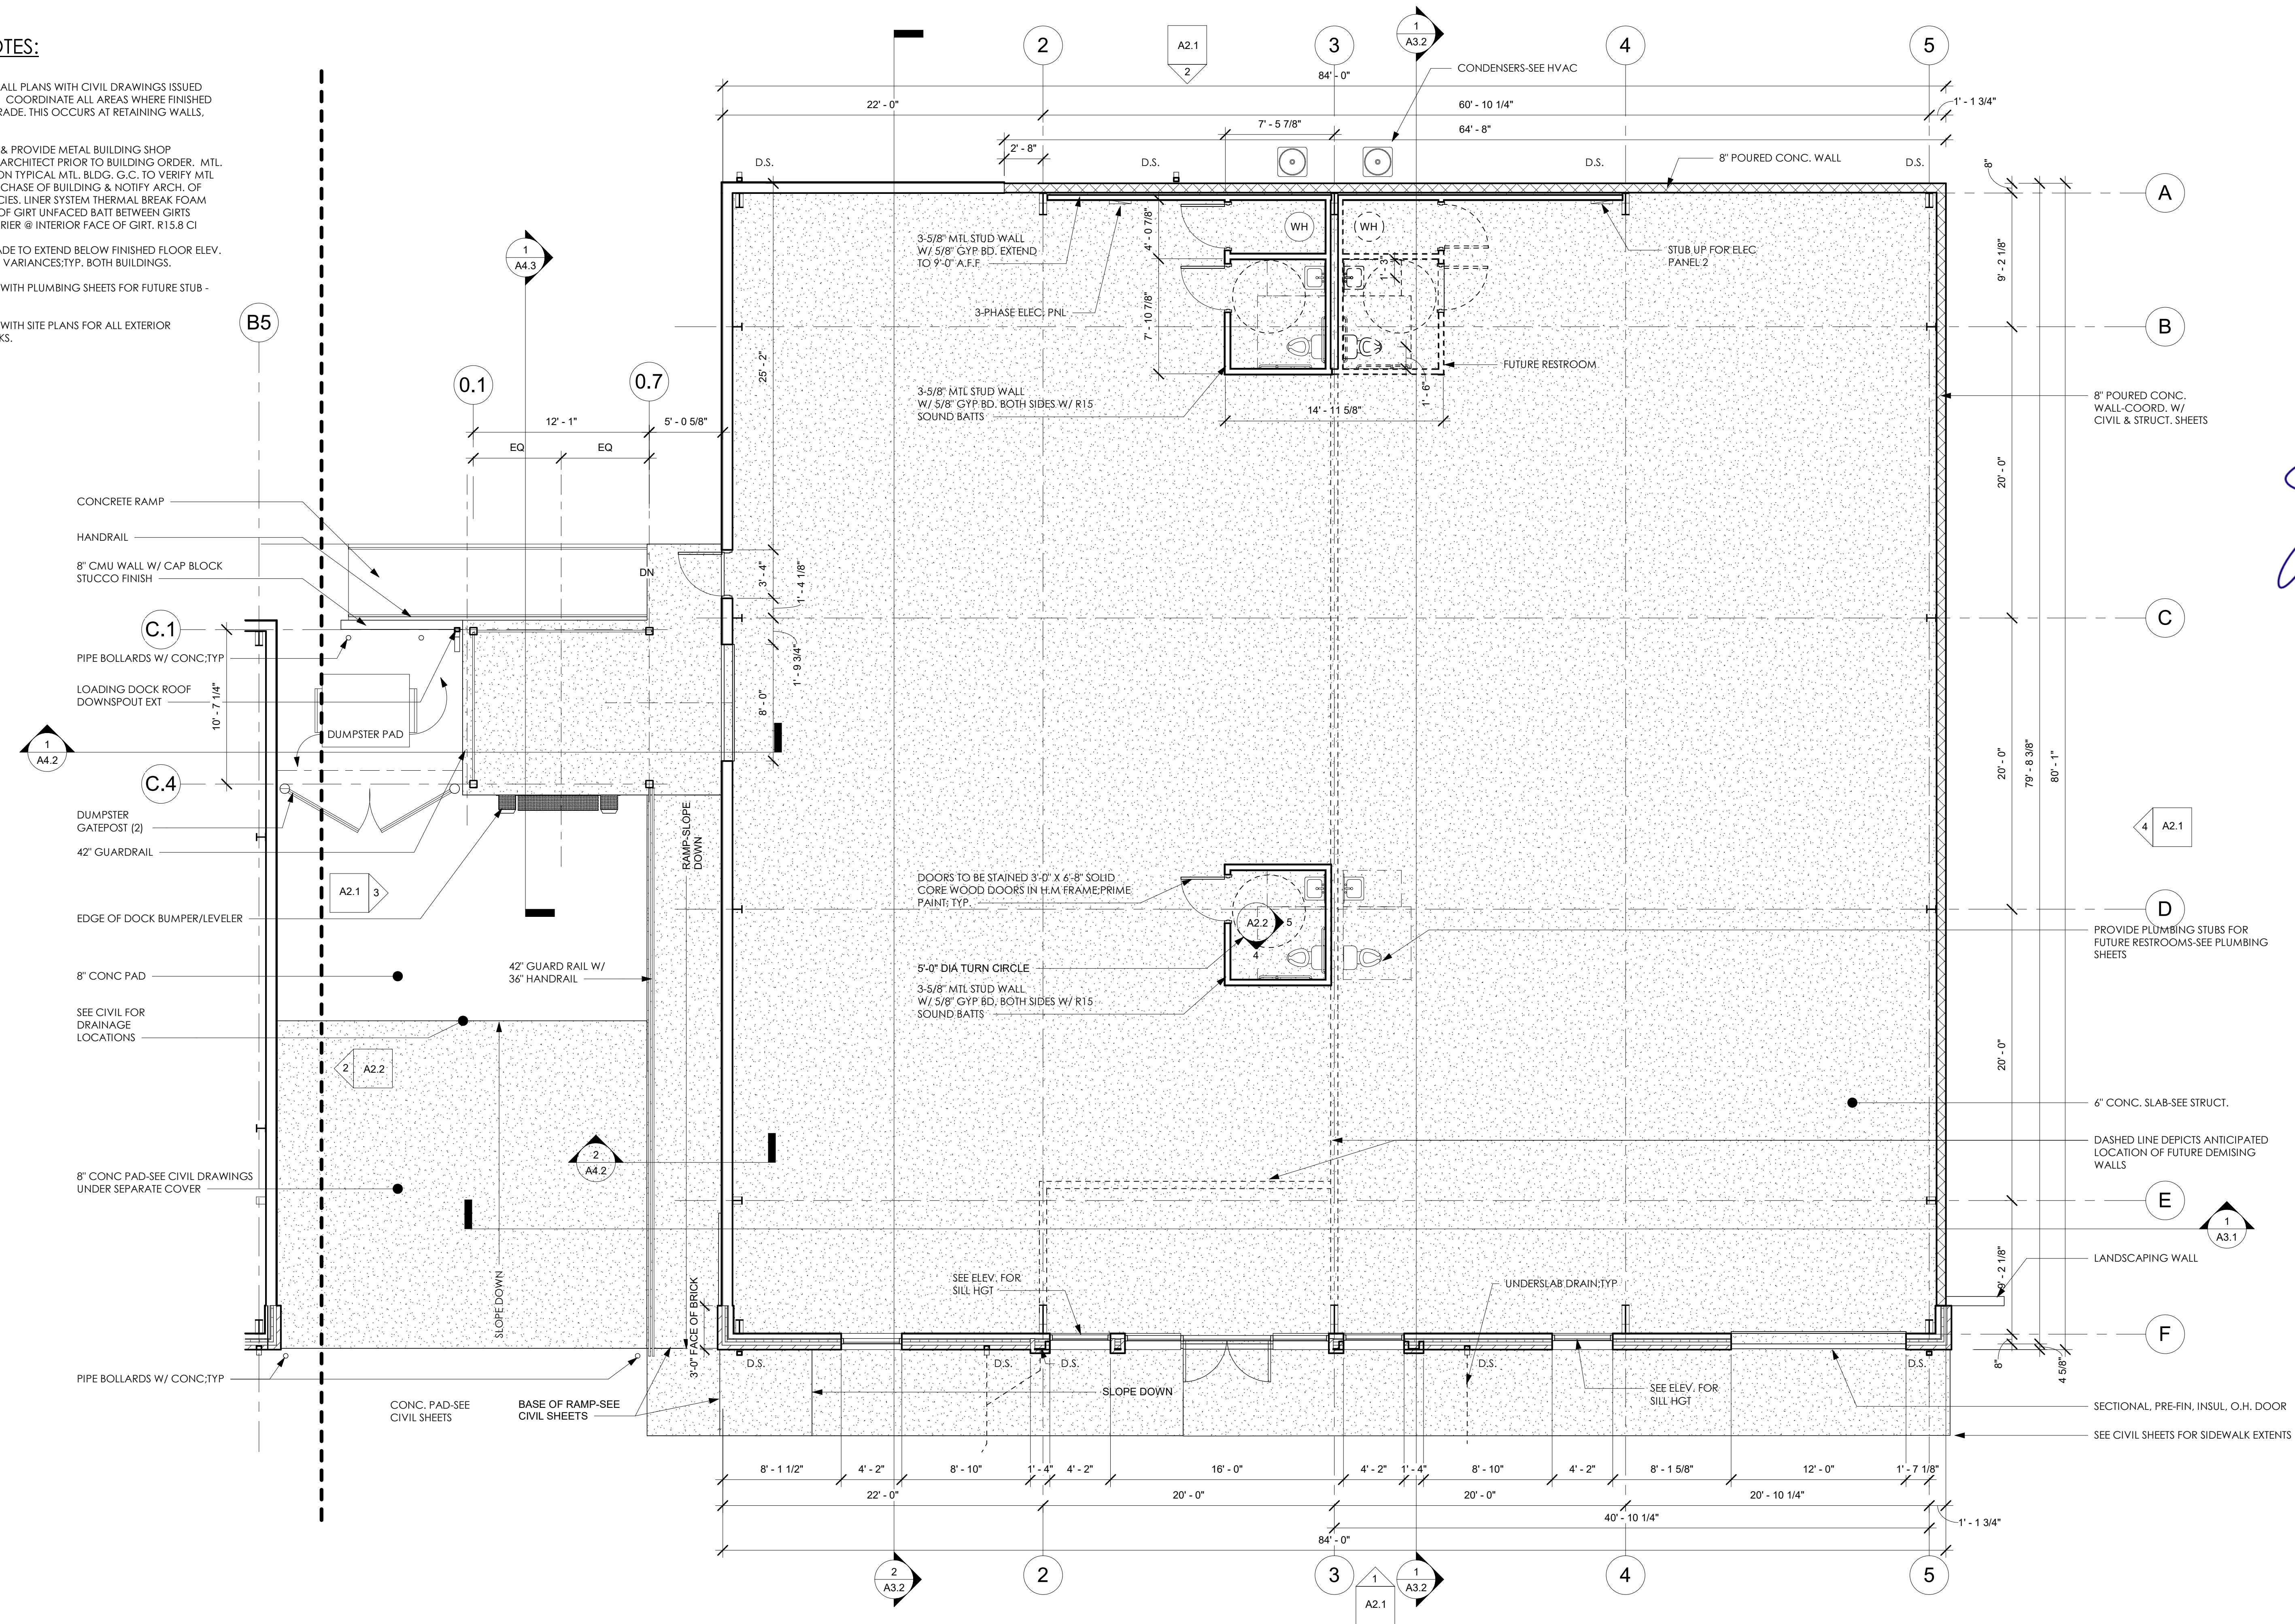 OTES:
ALL PLANS WITH CIVIL DRAWINGS ISSUED
COORDINATE ALL AREAS WHERE FINISHED
RADE. THIS OCCURS AT RETAINING WALLS,
& PROVIDE METAL BUILDING SHOP
ARCHITECT PRIOR TO BUILDING ORDER. MTL.
ON TYPICAL MTL. BLDG. G.C. TO VERIFY MTL
CHASE OF BUILDING & NOTIFY ARCH. OF
CIES. LINER SYSTEM THERMAL BREAK FOAM
OF GIRT UNFACED BATT BETWEEN GIRTS
RIER @ INTERIOR FACE OF GIRT. R15.8 CI
ADE TO EXTEND BELOW FINISHED FLOOR ELEV.
VARIANCES;TYP. BOTH BUILDINGS.
WITH PLUMBING SHEETS FOR FUTURE STUB -
WITH SITE PLANS FOR ALL EXTERIOR
KS.
A2.1
2
1
A3.2
2
3
4
5
CONDENSERS-SEE HVAC
84' - 0"
22' - 0"
60' - 10 1/4"
1' - 1 3/4"
7' - 5 7/8"
64' - 8"
2' - 8"
D.S.
D.S.
D.S.
D.S.
8" POURED CONC. WALL
8"
A
9' - 2 1/8"
B
20' - 0"
C
20' - 0"
79' - 8 3/8"
80' - 1"
D
20' - 0"
E
9' - 2 1/8"
F
8"
4 5/8"
1
A4.3
B5
0.1
0.7
12' - 1"
5' - 0 5/8"
EQ
EQ
25' - 2"
3-5/8" MTL STUD WALL
W/ 5/8" GYP BD. EXTEND
TO 9'-0" A.F.F
4' - 0 7/8"
WH
WH
1' - 3"
STUB UP FOR ELEC
PANEL 2
3-PHASE ELEC. PNL
7' - 10 7/8"
FUTURE RESTROOM
3-5/8" MTL STUD WALL
W/ 5/8" GYP BD. BOTH SIDES W/ R15
SOUND BATTS
1' - 6"
14' - 11 5/8"
8" POURED CONC.
WALL-COORD. W/
CIVIL & STRUCT. SHEETS
CONCRETE RAMP
HANDRAIL
8" CMU WALL W/ CAP BLOCK
STUCCO FINISH
DN
3' - 4"
1' - 4 1/8"
C.1
PIPE BOLLARDS W/ CONC;TYP
1' - 9 3/4"
LOADING DOCK ROOF
DOWNSPOUT EXT
10' - 7 1/4"
8' - 0"
DUMPSTER PAD
1
A4.2
C.4
DUMPSTER
GATEPOST (2)
42" GUARDRAIL
RAMP-SLOPE
DOWN
A2.1
3
4
A2.1
EDGE OF DOCK BUMPER/LEVELER
DOORS TO BE STAINED 3'-0" X 6'-8" SOLID
CORE WOOD DOORS IN H.M FRAME;PRIME
PAINT; TYP.
A2.2
5
4
PROVIDE PLUMBING STUBS FOR
FUTURE RESTROOMS-SEE PLUMBING
SHEETS
8" CONC PAD
42" GUARD RAIL W/
36" HANDRAIL
5'-0" DIA TURN CIRCLE
3-5/8" MTL STUD WALL
W/ 5/8" GYP BD. BOTH SIDES W/ R15
SOUND BATTS
SEE CIVIL FOR
DRAINAGE
LOCATIONS
2
A2.2
6" CONC. SLAB-SEE STRUCT.
DASHED LINE DEPICTS ANTICIPATED
LOCATION OF FUTURE DEMISING
WALLS
2
A4.2
8" CONC PAD-SEE CIVIL DRAWINGS
UNDER SEPARATE COVER
1
A3.1
LANDSCAPING WALL
SLOPE DOWN
3'-0" FACE OF BRICK
SEE ELEV. FOR
SILL HGT
UNDERSLAB DRAIN;TYP
D.S.
D.S.
D.S.
D.S.
D.S.
PIPE BOLLARDS W/ CONC;TYP
CONC. PAD-SEE
CIVIL SHEETS
BASE OF RAMP-SEE
CIVIL SHEETS
SLOPE DOWN
SEE ELEV. FOR
SILL HGT
SECTIONAL, PRE-FIN, INSUL, O.H. DOOR
SEE CIVIL SHEETS FOR SIDEWALK EXTENTS
8' - 1 1/2"
4' - 2"
8' - 10"
1' - 4"
4' - 2"
16' - 0"
4' - 2"
1' - 4"
8' - 10"
4' - 2"
8' - 1 5/8"
12' - 0"
1' - 7 1/8"
22' - 0"
20' - 0"
20' - 0"
20' - 10 1/4"
40' - 10 1/4"
1' - 1 3/4"
84' - 0"
2
A3.2
2
3
1
A2.1
1
A3.2
4
5